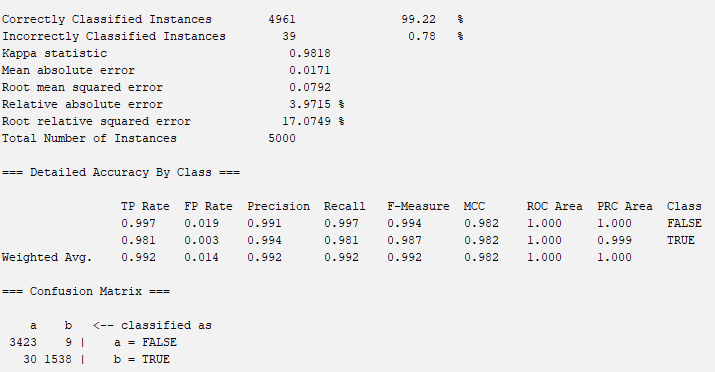 Correctly Classified Instances        4961               99.22   %
Incorrectly Classified Instances        39                0.78   %
Kappa statistic                          0.9818
Mean absolute error                      0.0171
Root mean squared error                  0.0792
Relative absolute error                  3.9715 %
Root relative squared error             17.0749 %
Total Number of Instances             5000

=== Detailed Accuracy By Class ===

                 TP Rate  FP Rate  Precision  Recall   F-Measure  MCC      ROC Area  PRC Area  Class
                 0.997    0.019    0.991      0.997    0.994      0.982    1.000     1.000     FALSE
                 0.981    0.003    0.994      0.981    0.987      0.982    1.000     0.999     TRUE
Weighted Avg.    0.992    0.014    0.992      0.992    0.992      0.982    1.000     1.000

=== Confusion Matrix ===

    a    b   <-- classified as
 3423    9 |    a = FALSE
   30 1538 |    b = TRUE